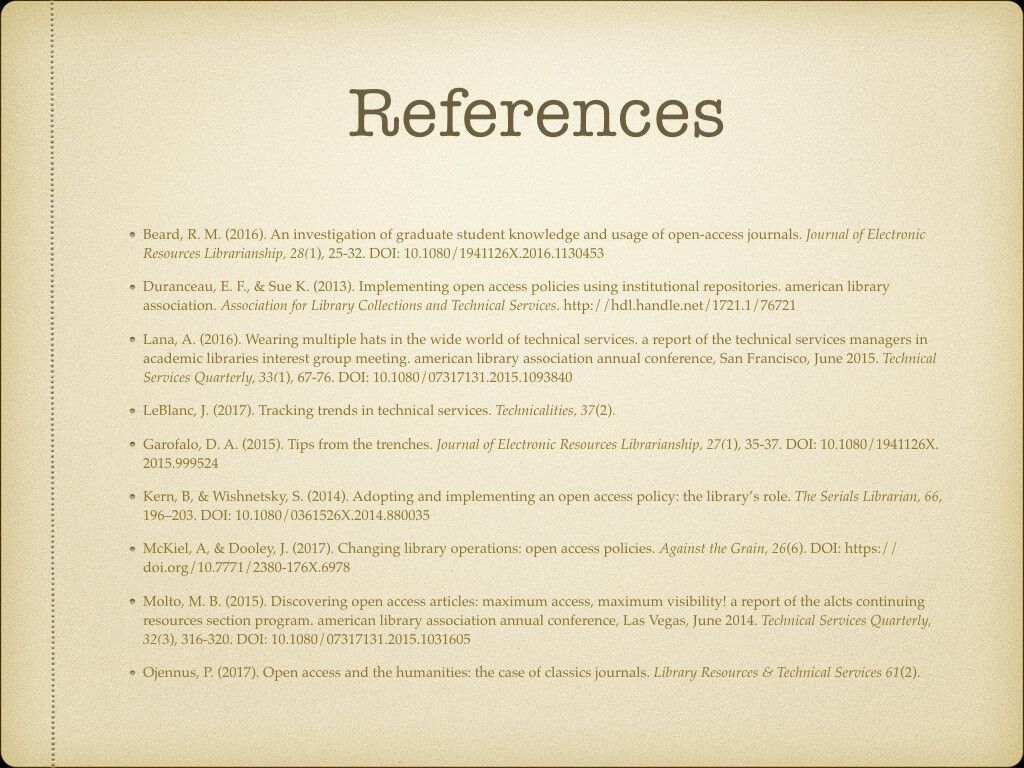 References
• Beard, R. M. (2016). An investigation of graduate student knowledge and usage of open-access journals. Journal of Electronic
Resources Librarianship, 28(1), 25-32. DOI: 10.1080/1941126X.2016.1130453
• Duranceau, E. F., & Sue K. (2013). Implementing open access policies using institutional repositories. american library
association. Association for Library Collections and Technical Services. http://hdl.handle.net/1721.1/76721
• Lana, A. (2016). Wearing multiple hats in the wide world of technical services. a report of the technical services managers in
academic libraries interest group meeting. american library association annual conference, San Francisco, June 2015. Technical
Services Quarterly, 33(1), 67-76. DOI: 10.1080/07317131.2015.1093840
• LeBlanc, J. (2017). Tracking trends in technical services. Technicalities, 37(2).
• Garofalo, D. A. (2015). Tips from the trenches. Journal of Electronic Resources Librarianship, 27(1), 35-37. DOI: 10.1080/1941126X.
2015.999524
• Kern, B, & Wishnetsky, S. (2014). Adopting and implementing an open access policy: the library’s role. The Serials Librarian, 66,
196–203. DOI: 10.1080/0361526X.2014.880035
• McKiel, A, & Dooley, J. (2017). Changing library operations: open access policies. Against the Grain, 26(6). DOI: https://
doi.org/10.7771/2380-176X.6978
• Molto, M. B. (2015). Discovering open access articles: maximum access, maximum visibility! a report of the alcts continuing
resources section program. american library association annual conference, Las Vegas, June 2014. Technical Services Quarterly,
32(3), 316-320. DOI: 10.1080/07317131.2015.1031605
• Ojennus, P. (2017). Open access and the humanities: the case of classics journals. Library Resources & Technical Services 61(2).